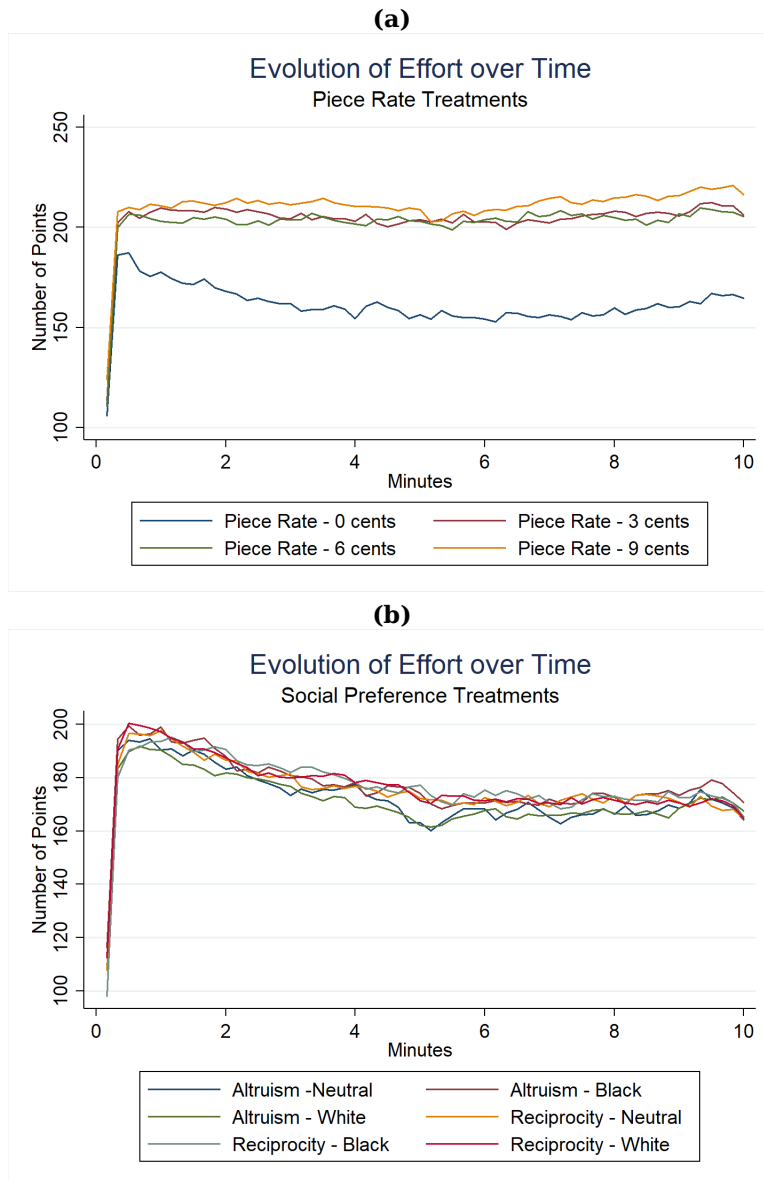 (a)
Evolution of Effort over Time
Piece Rate Treatments
Number of Points
250
200
150
100
0 2 4 6 8 10
Minutes
Piece Rate - 0 cents Piece Rate - 3 cents
Piece Rate - 6 cents Piece Rate - 9 cents
(b)
Evolution of Effort over Time
Social Preference Treatments
Number of Points
200
180
160
140
120
100
0 2 4 6 8 10
Minutes
Altruism -Neutral Altruism - Black
Altruism - White Reciprocity - Neutral
Reciprocity - Black Reciprocity - White